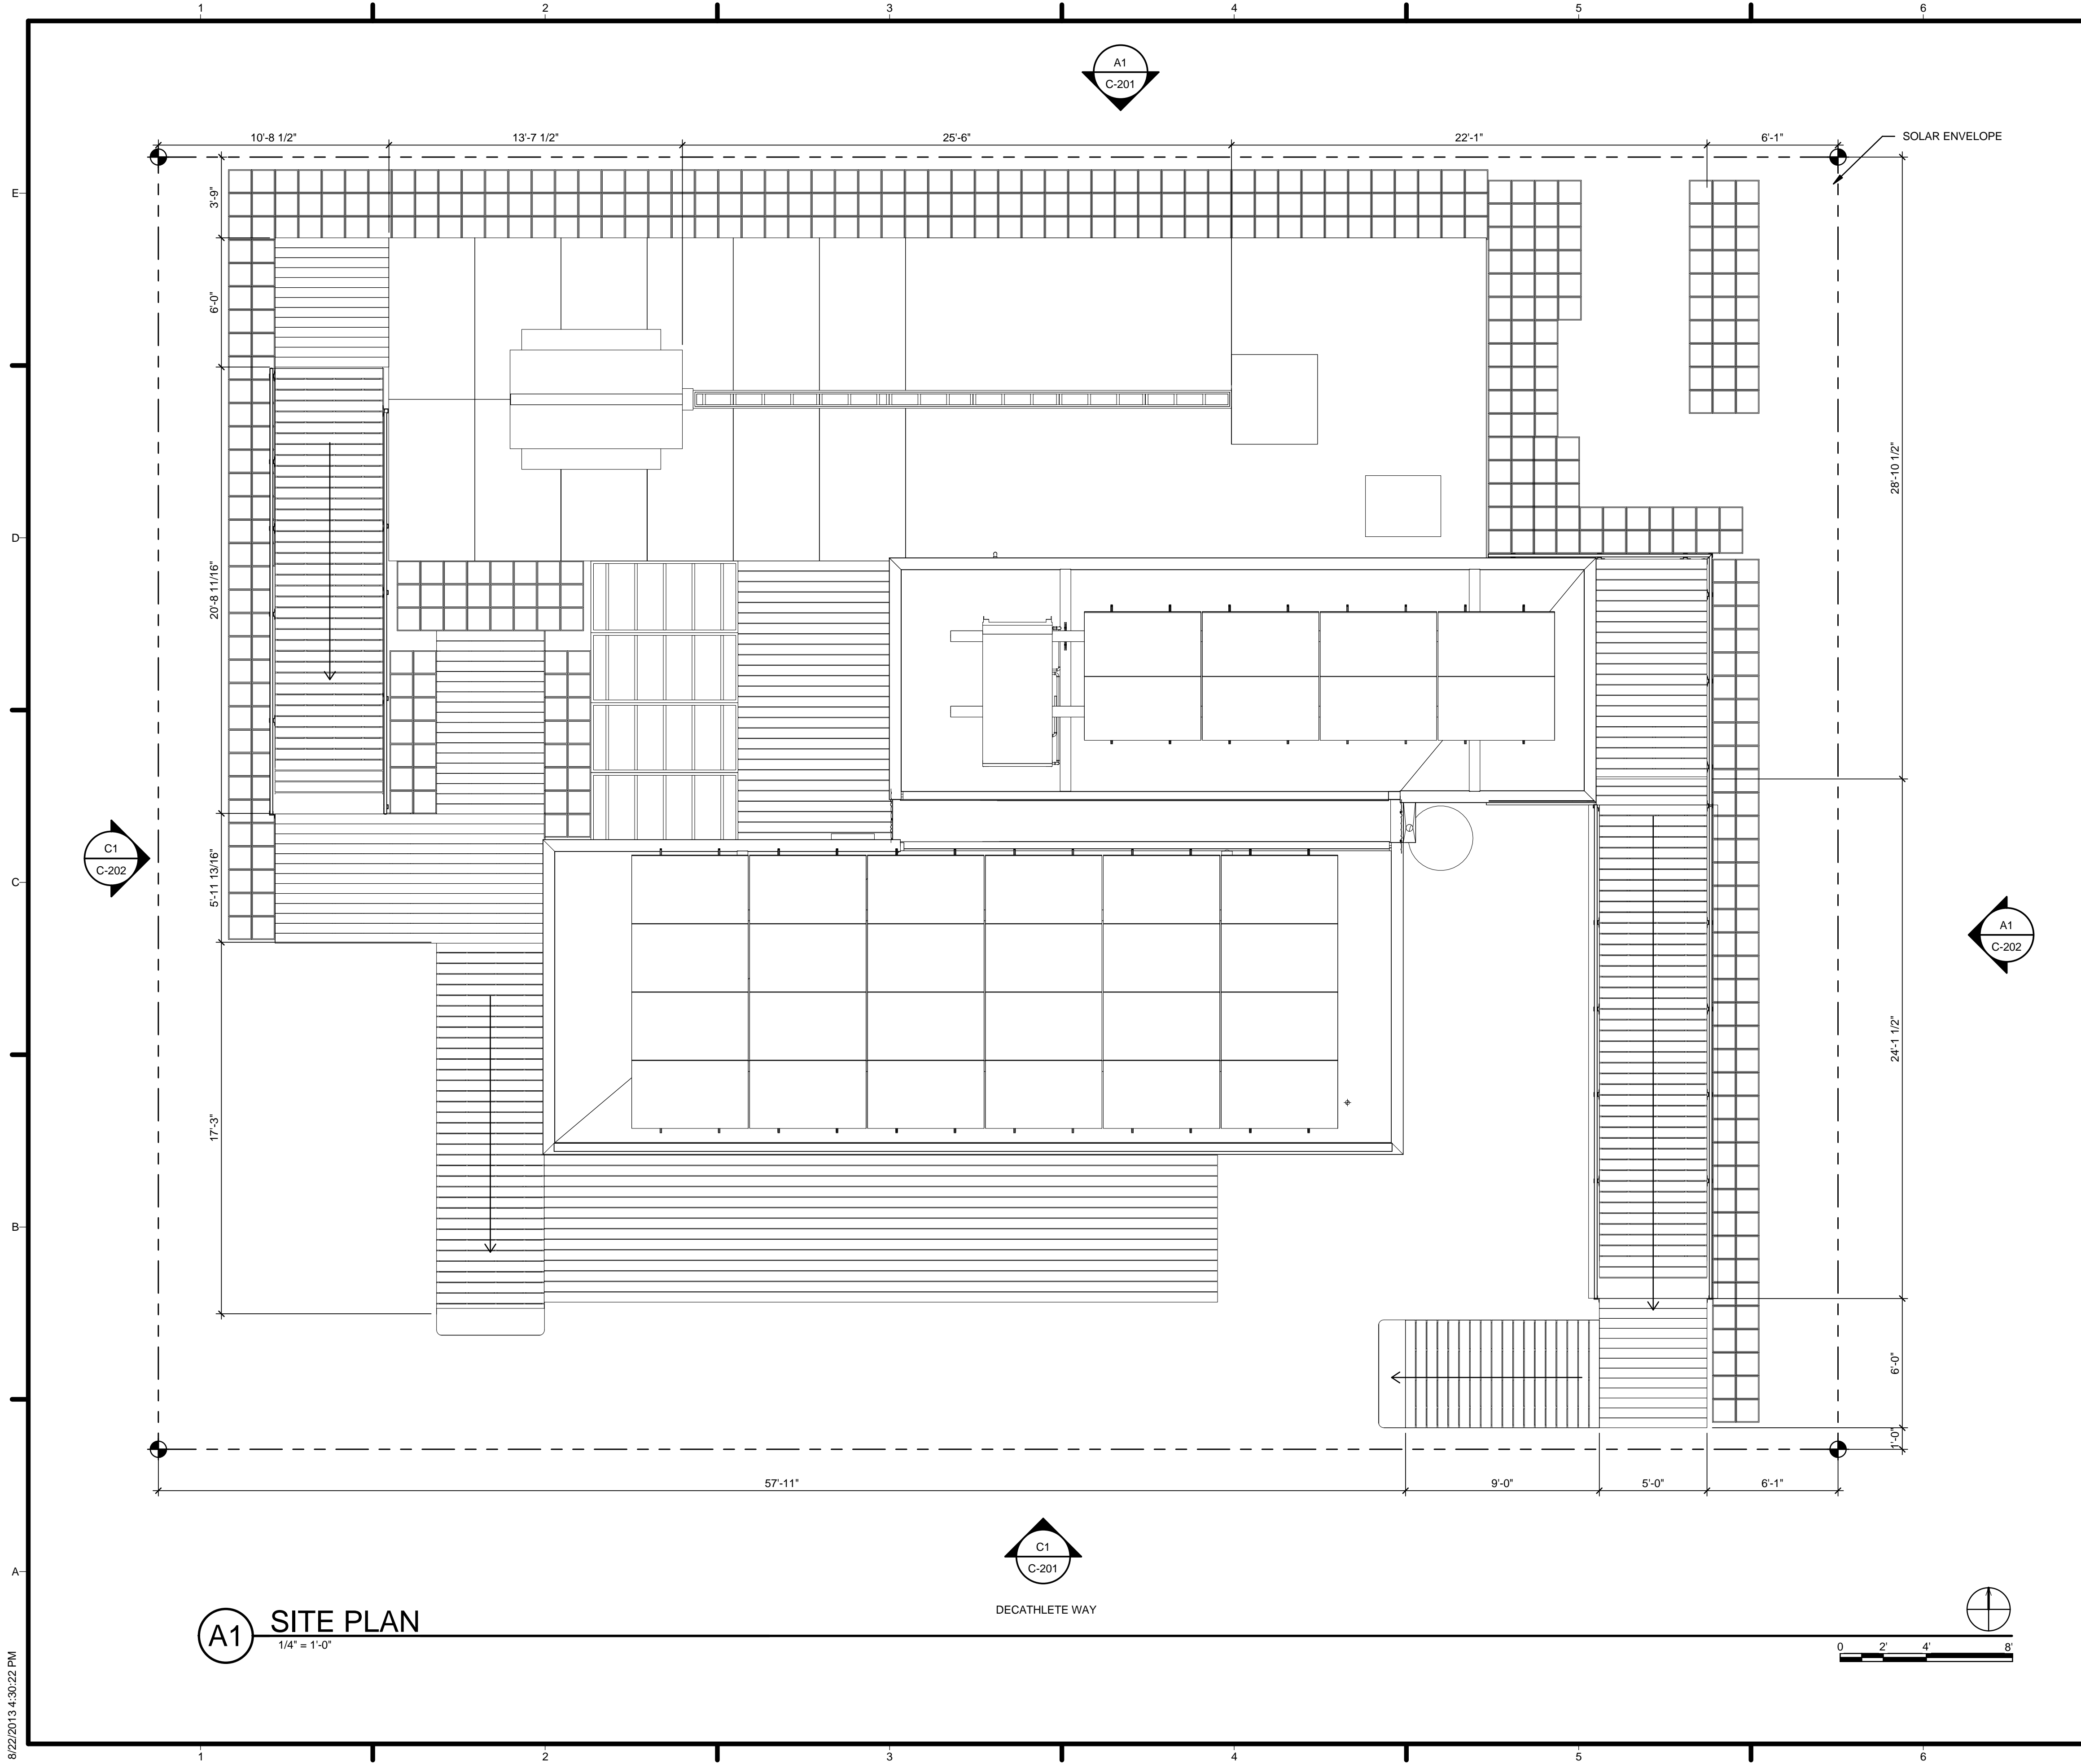 1 2 3 4 5 6
A1
C-201
10'-8 1/2" 13'-7 1/2" 25'-6" 22'-1" 6'-1"
SOLAR ENVELOPE
E
3'-9"
6'-0"
28'-10 1/2"
D
20'-8 11/16"
C1
C-202
C
5'-11 13/16"
A1
C-202
24'-1 1/2"
17'-3"
B
6'-0"
1'-0"
57'-11" 9'-0" 5'-0" 6'-1"
C1
C-201
A
DECATHLETE WAY
A1
SITE PLAN
1/4" = 1'-0"
0 2' 4' 8'
8/22/2013 4:30:22 PM
1 2 3 4 5 6